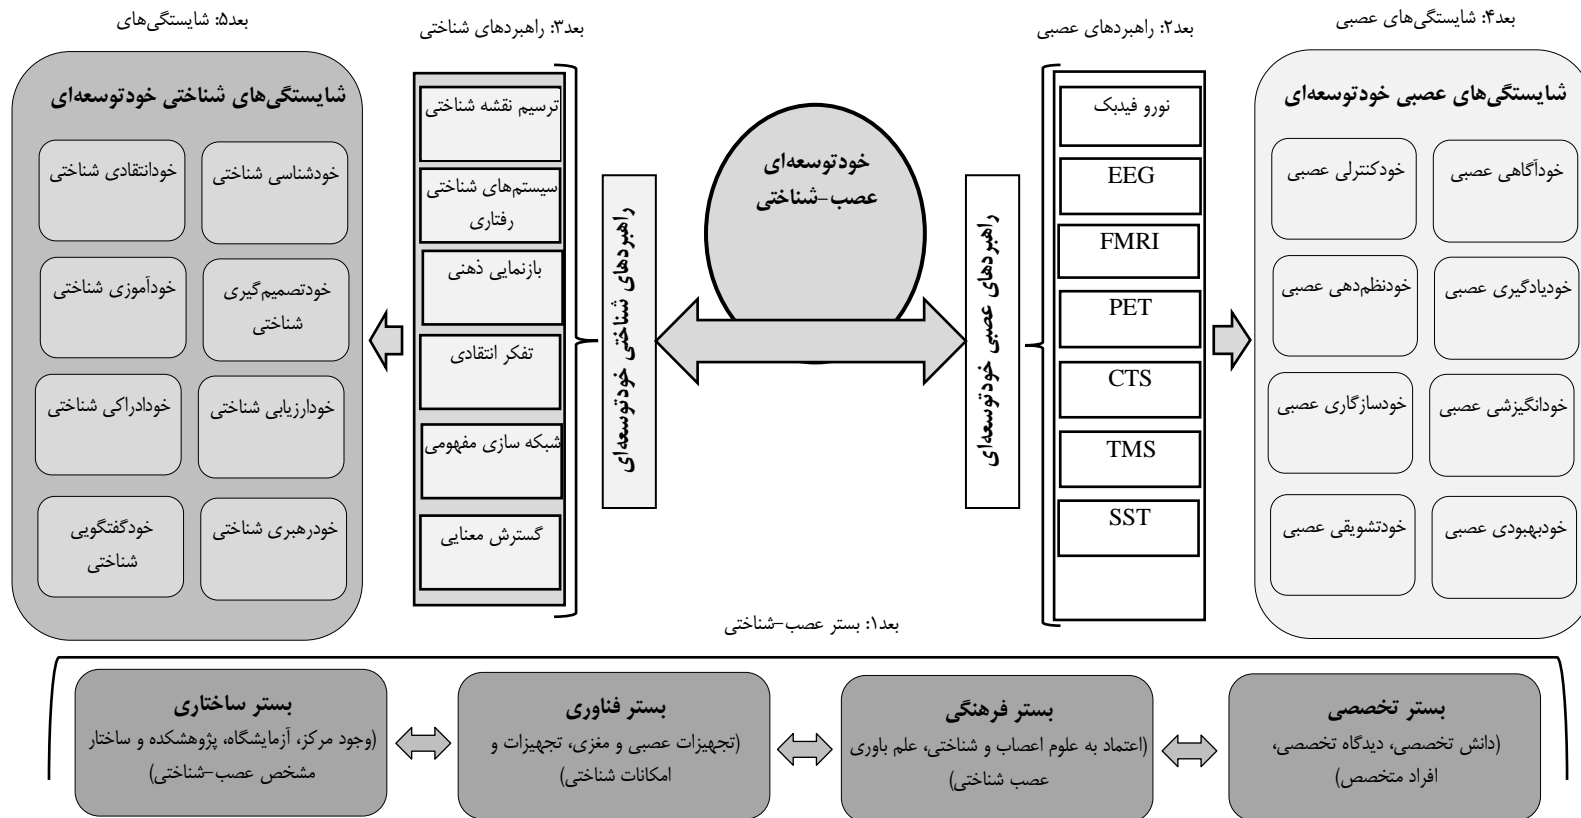 بعد۴: شایستگی‌های عصبی
بعد۲: راهبردهای عصبی
بعد۳: راهبردهای شناختی
بعد۵: شایستگی‌های
شایستگی‌های عصبی خودتوسعه‌ای
خودآگاهی عصبی
خودکنترلی عصبی
خودیادگیری عصبی
خودنظم‌دهی عصبی
خودانگیزشی عصبی
خودسازگاری عصبی
خودبهبودی عصبی
خودتشویقی عصبی
نورو فیدبک
EEG
FMRI
PET
CTS
TMS
SST
راهبردهای عصبی خودتوسعه‌ای
خودتوسعه‌ای
عصب-شناختی
راهبردهای شناختی خودتوسعه‌ای
ترسیم نقشه شناختی
سیستم‌های شناختی
رفتاری
بازنمایی ذهنی
تفکر انتقادی
شبکه سازی مفهومی
گسترش معنایی
شایستگی‌های شناختی خودتوسعه‌ای
خودشناسی شناختی
خودانتقادی شناختی
خودتصمیم‌گیری
شناختی
خودآموزی شناختی
خودارزیابی شناختی
خودادراکی شناختی
خودرهبری شناختی
خودگفتگویی
شناختی
بعد۱: بستر عصب-شناختی
بستر تخصصی
(دانش تخصصی، دیدگاه تخصصی،
افراد متخصص)
بستر فرهنگی
(اعتماد به علوم اعصاب و شناختی، علم باوری
عصب شناختی)
بستر فناوری
(تجهیزات عصبی و مغزی، تجهیزات و
امکانات شناختی)
بستر ساختاری
(وجود مرکز، آزمایشگاه، پژوهشکده و ساختار
مشخص عصب-شناختی)